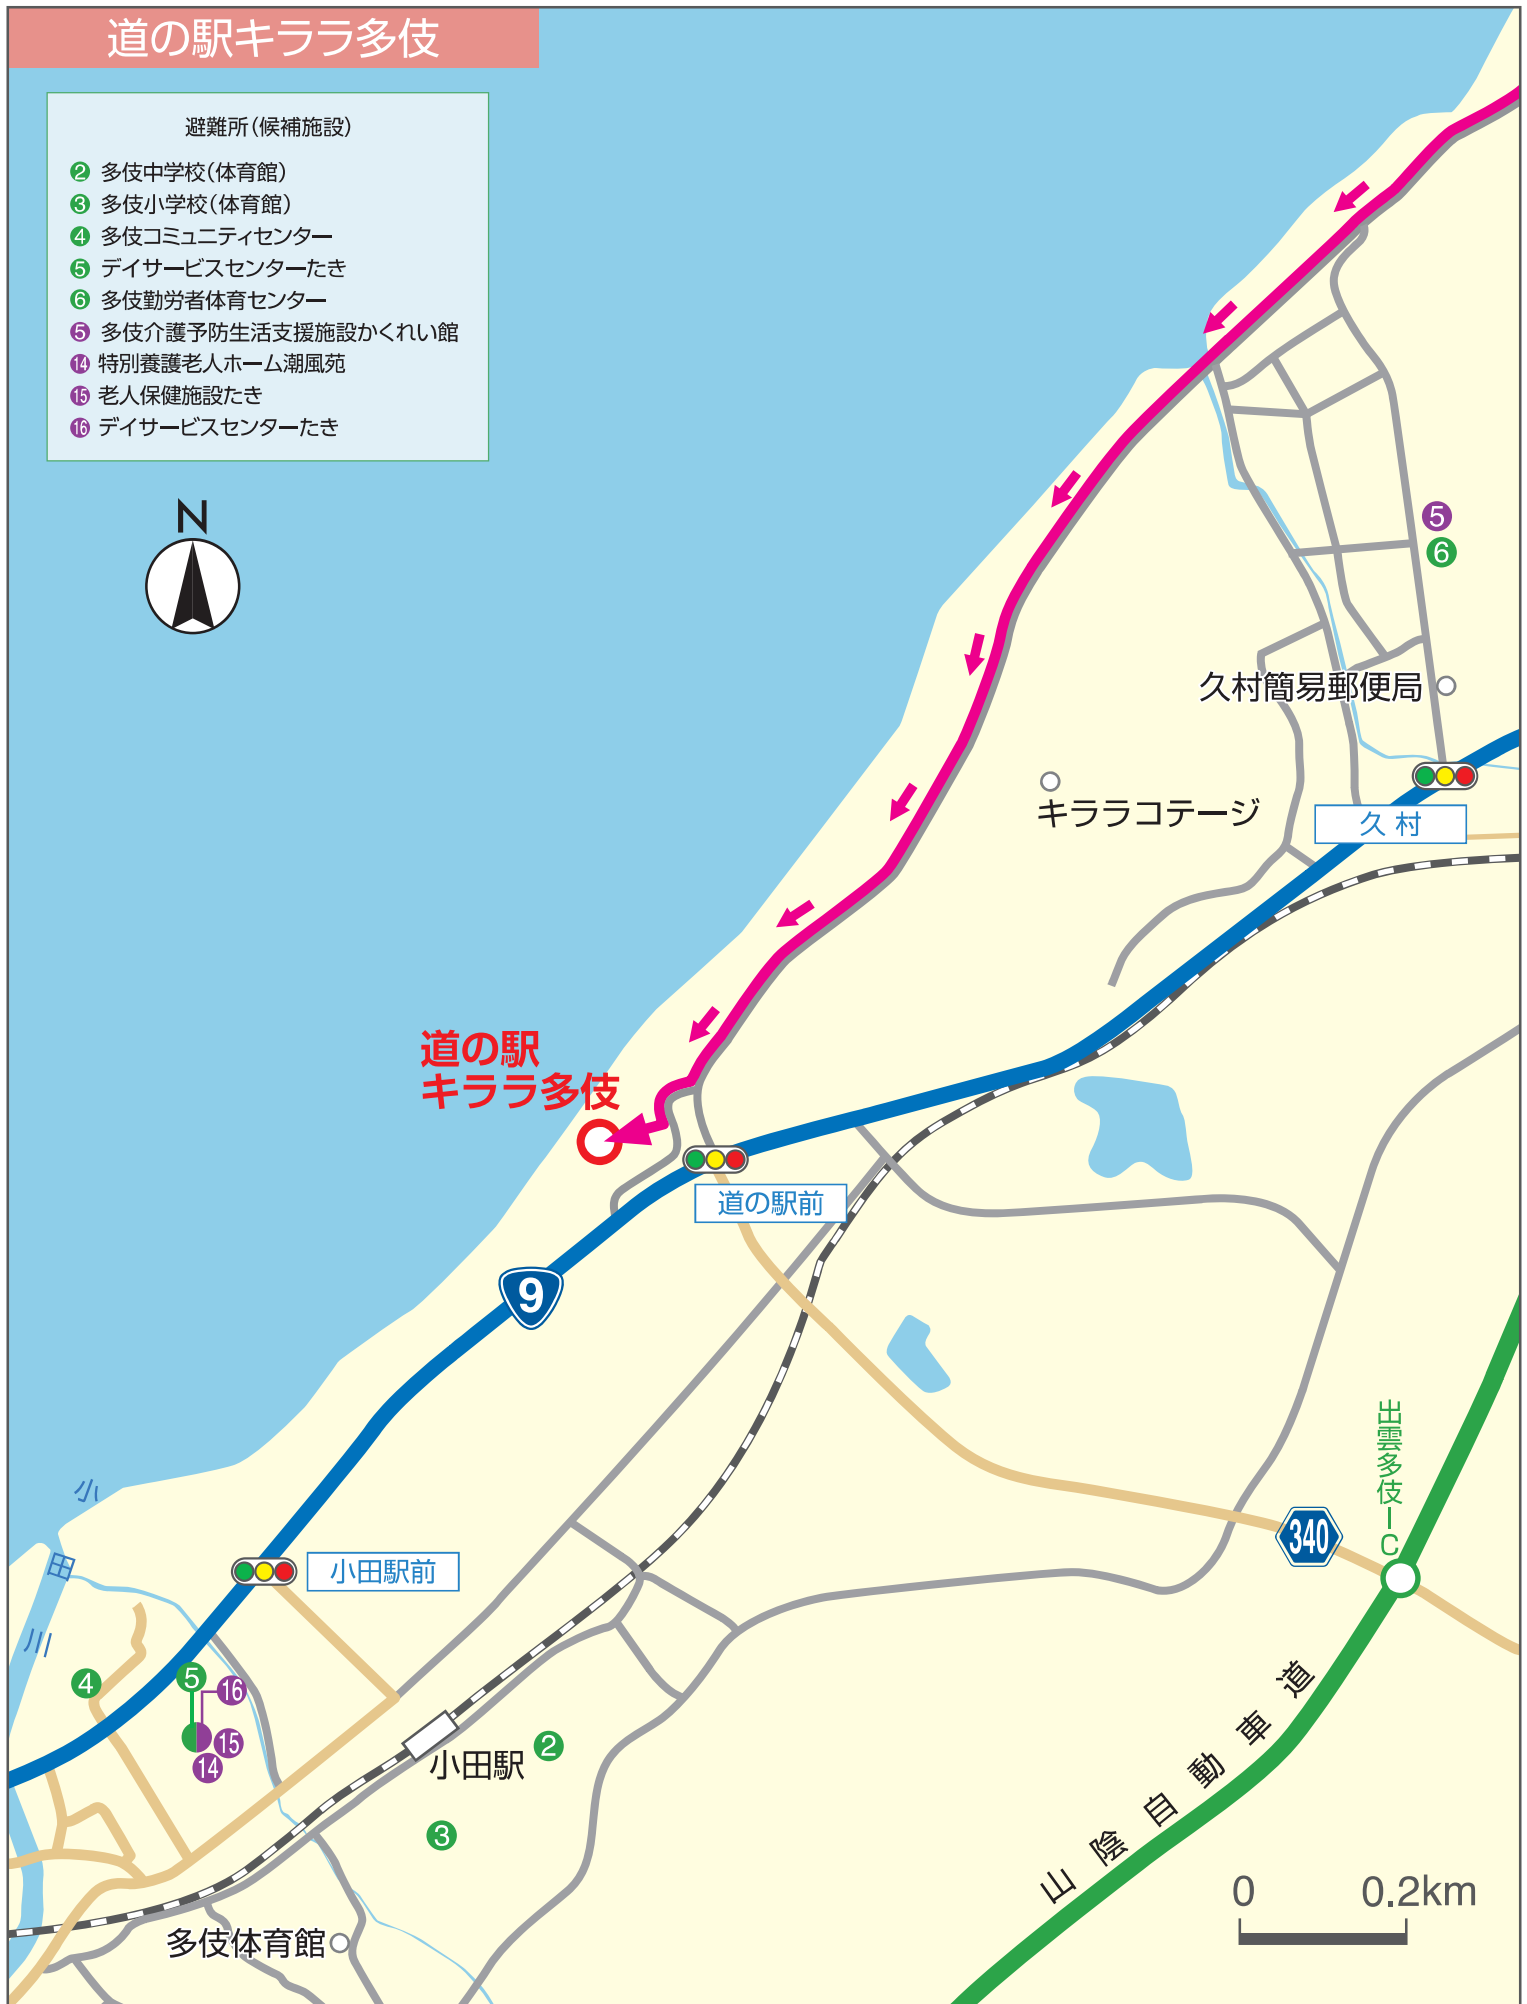 道の駅キララ多伎
避難所(候補施設)
2 多伎中学校(体育館)
3 多伎小学校(体育館)
4 多伎コミュニティセンター
5 デイサービスセンターたき
6 多伎勤労者体育センター
5 多伎介護予防生活支援施設かくれい館
14 特別養護老人ホーム潮風苑
15 老人保健施設たき
16 デイサービスセンターたき
N
5
6
久村簡易郵便局
キララコテージ
久村
道の駅
キララ多伎
道の駅前
9
出雲多伎IC
340
小田川
小田駅前
4
5
16
15
14
小田駅
2
3
山陰自動車道
多伎体育館
0 0.2km